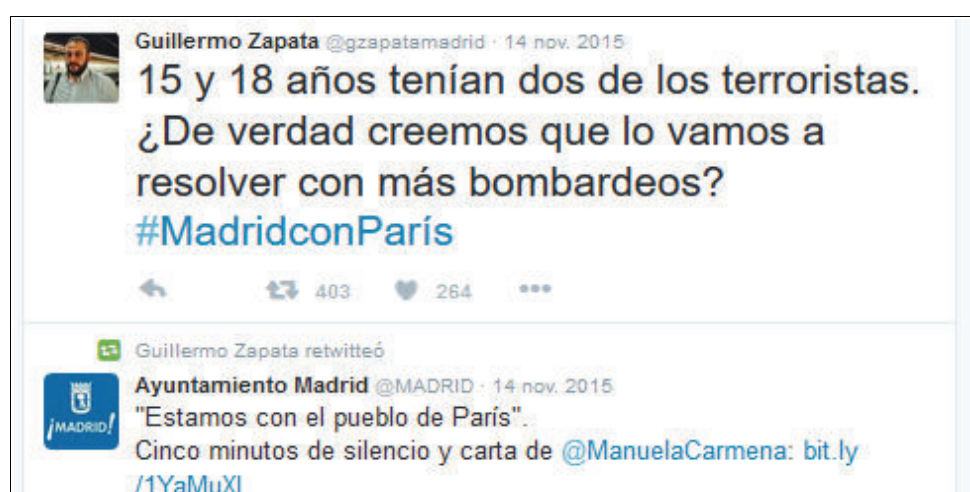 Guillermo Zapata @gzapatamadrid · 14 nov. 2015
15 y 18 años tenían dos de los terroristas.
¿De verdad creemos que lo vamos a
resolver con más bombardeos?
#MadridconParís
403 264
Guillermo Zapata retwitteó
Ayuntamiento Madrid @MADRID · 14 nov. 2015
¡MADRID!
"Estamos con el pueblo de París".
Cinco minutos de silencio y carta de @ManuelaCarmena: bit.ly
/1YaMuXL